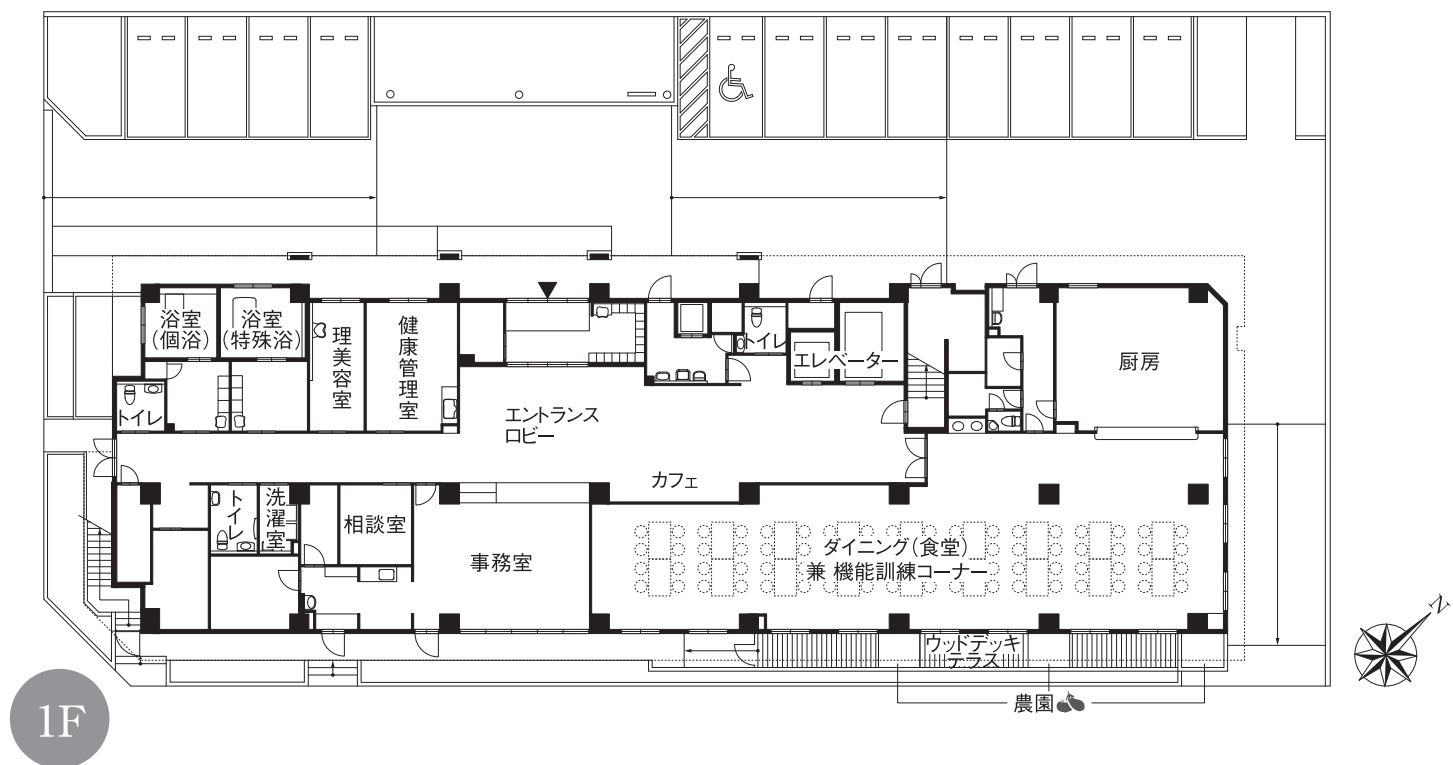 浴室
(個浴)
浴室
(特殊浴)
理美容室
健康管理室
トイレ
エレベーター
厨房
トイレ
エントランス
ロビー
カフェ
トイレ
洗濯室
相談室
事務室
ダイニング(食堂)
兼 機能訓練コーナー
ウッドデッキ
テラス
農園
N
1F